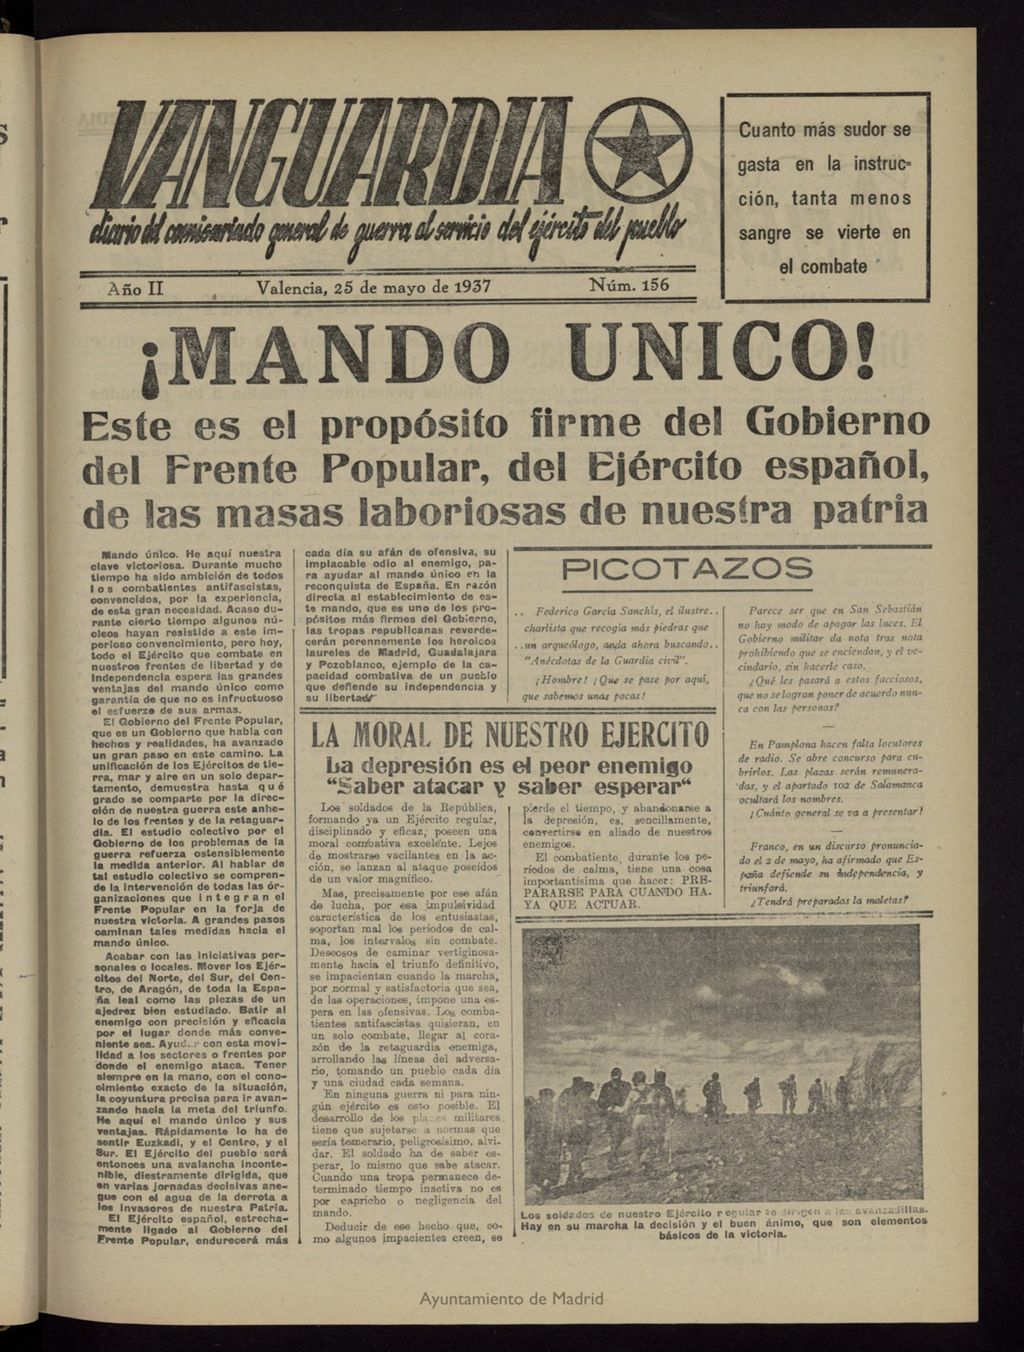 VANGUARDIA
diario del comisariado general de guerra al servicio del ejército del pueblo
Año II Valencia, 25 de mayo de 1937 Núm. 156
Cuanto más sudor se
gasta en la instruc-
ción, tanta menos
sangre se vierte en
el combate
¡MANDO UNICO!
Este es el propósito firme del Gobierno
del Frente Popular, del Ejército español,
de las masas laboriosas de nuestra patria
Mando único. He aquí nuestra
clave victoriosa. Durante mucho
tiempo ha sido ambición de todos
los combatientes antifascistas,
convencidos, por la experiencia,
de esta gran necesidad. Acaso du-
rante cierto tiempo algunos nú-
cleos hayan resistido a este im-
perioso convencimiento, pero hoy,
todo el Ejército que combate en
nuestros frentes de libertad y de
independencia espera las grandes
ventajas del mando único como
garantía de que no es infructuoso
el esfuerzo de sus armas.
El Gobierno del Frente Popular,
que es un Gobierno que habla con
hechos y realidades, ha avanzado
un gran paso en este camino. La
unificación de los Ejércitos de tie-
rra, mar y aire en un solo depar-
tamento, demuestra hasta qué
grado se comparte por la direc-
ción de nuestra guerra este anhe-
lo de los frentes y de la retaguar-
dia. El estudio colectivo por el
Gobierno de los problemas de la
guerra refuerza ostensiblemente
la medida anterior. Al hablar de
tal estudio colectivo se compren-
de la intervención de todas las ór-
ganizaciones que integran el
Frente Popular en la forja de
nuestra victoria. A grandes pasos
caminan tales medidas hacia el
mando único.
Acabar con las iniciativas per-
sonales o locales. Mover los Ejér-
citos del Norte, del Sur, del Cen-
tro, de Aragón, de toda la Espa-
ña leal como las piezas de un
ajedrez bien estudiado. Batir al
enemigo con precisión y eficacia
por el lugar donde más conve-
niente sea. Ayudar con esta movi-
lidad a los sectores o frentes por
donde el enemigo ataca. Tener
siempre en la mano, con el cono-
cimiento exacto de la situación,
la coyuntura precisa para ir avan-
zando hacia la meta del triunfo.
He aquí el mando único y sus
ventajas. Rápidamente lo ha de
sentir Euzkadi, y el Centro, y el
Sur. El Ejército del pueblo será
entonces una avalancha inconte-
nible, diestramente dirigida, que
en varias jornadas decisivas ane-
gue con el agua de la derrota a
los invasores de nuestra Patria.
El Ejército español, estrecha-
mente ligado al Gobierno del
Frente Popular, endurecerá más
cada día su afán de ofensiva, su
implacable odio al enemigo, pa-
ra ayudar al mando único en la
reconquista de España. En razón
directa al establecimiento de es-
te mando, que es uno de los pro-
pósitos más firmes del Gobierno,
las tropas republicanas reverde-
cerán perennemente los heroicos
laureles de Madrid, Guadalajara
y Pozoblanco, ejemplo de la ca-
pacidad combativa de un pueblo
que defiende su independencia y
su libertad.
LA MORAL DE NUESTRO EJERCITO
La depresión es el peor enemigo
"Saber atacar y saber esperar"
Los soldados de la República,
formando ya un Ejército regular,
disciplinado y eficaz, poseen una
moral combativa excelente. Lejos
de mostrarse vacilantes en la ac-
ción, se lanzan al ataque poseídos
de un valor magnífico.
Mas, precisamente por ese afán
de lucha, por esa impulsividad
característica de los entusiastas,
soportan mal los períodos de cal-
ma, los intervalos sin combate.
Deseosos de caminar vertiginosa-
mente hacia el triunfo definitivo,
se impacientan cuando la marcha,
por normal y satisfactoria que sea,
de las operaciones, impone una es-
pera en las ofensivas. Los comba-
tientes antifascistas quisieran, en
un solo combate, llegar al cora-
zón de la retaguardia enemiga,
arrollando las líneas del adversa-
rio, tomando un pueblo cada día
y una ciudad cada semana.
En ninguna guerra ni para nin-
gún ejército es esto posible. El
desarrollo de los planes militares
tiene que sujetarse a normas que
sería temerario, peligrosísimo, alvi-
dar. El soldado ha de saber es-
perar, lo mismo que sabe atacar.
Cuando una tropa permanece de-
terminado tiempo inactiva no es
por capricho o negligencia del
mando.
Deducir de ese hecho que, co-
mo algunos impacientes creen, se
pierde el tiempo, y abandonarse a
la depresión, es, sencillamente,
convertirse en aliado de nuestros
enemigos.
El combatiente, durante los pe-
ríodos de calma, tiene una cosa
importantísima que hacer: PRE-
PARARSE PARA CUANDO HA-
YA QUE ACTUAR.
PICOTAZOS
.. Federico García Sanchís, el ilustre..
charlista que recogía más piedras que
..un arqueólogo, anda ahora buscando..
"Anécdotas de la Guardia civil".
¡Hombre! ¡Que se pase por aquí,
que sabemos unas pocas!
Parece ser que en San Sebastián
no hay modo de apagar las luces. El
Gobierno militar da nota tras nota
prohibiendo que se enciendan, y el ve-
cindario, sin hacerle caso.
¿Qué les pasará a estos facciosos,
que no se logran poner de acuerdo nun-
ca con las personas?
En Pamplona hacen falta locutores
de radio. Se abre concurso para cu-
brirlos. Las plazas serán remunera-
das, y el apartado 102 de Salamanca
ocultará los nombres.
¡Cuánto general se va a presentar!
Franco, en un discurso pronuncia-
do el 2 de mayo, ha afirmado que Es-
paña defiende su independencia, y
triunfará.
¿Tendrá preparadas la maletas?
Los soldados de nuestro Ejército regular se dirigen a las avanzadillas.
Hay en su marcha la decisión y el buen ánimo, que son elementos
básicos de la victoria.
Ayuntamiento de Madrid